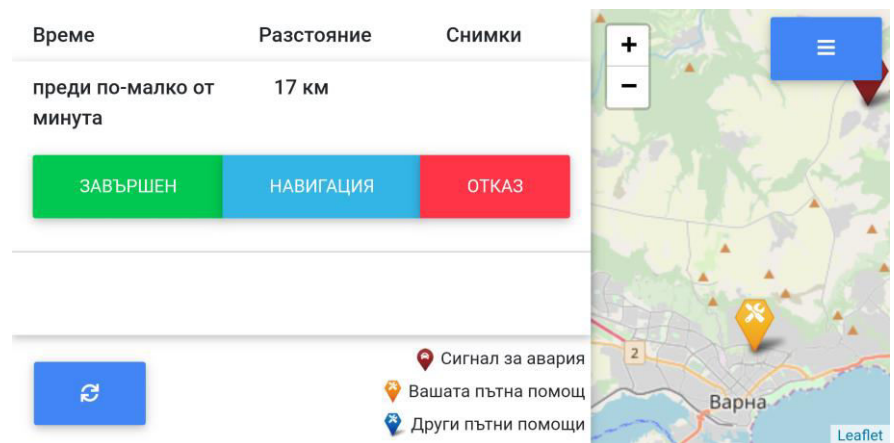 Време Разстояние Снимки
преди по-малко от
минута
17 км
ЗАВЪРШЕН НАВИГАЦИЯ ОТКАЗ
Сигнал за авария
Вашата пътна помощ
Други пътни помощи
+
−
2
Варна
Leaflet